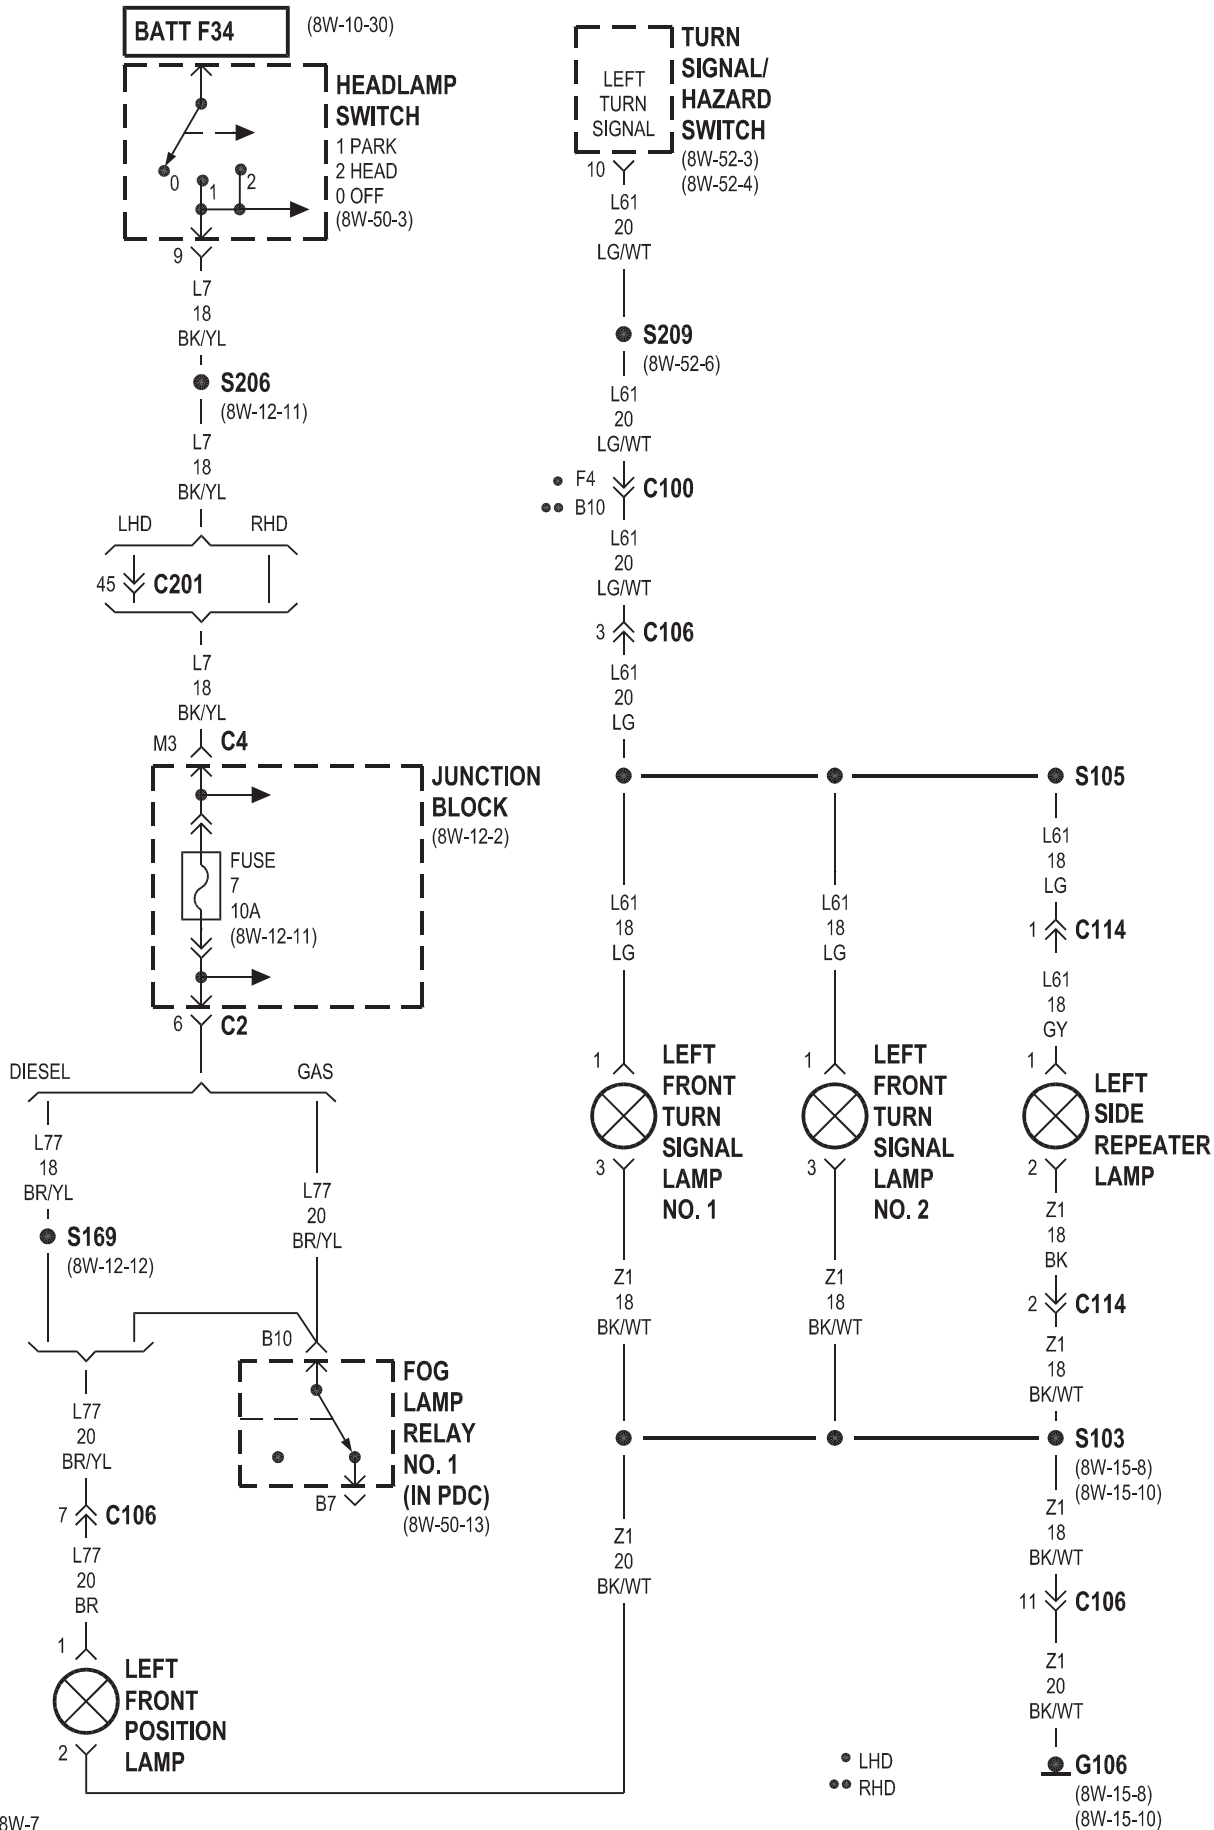 BATT F34
(8W-10-30)
HEADLAMP
SWITCH
1 PARK
2 HEAD
0 OFF
(8W-50-3)
0
1
2
9
L7
18
BK/YL
S206
(8W-12-11)
L7
18
BK/YL
LHD
RHD
45
C201
L7
18
BK/YL
M3
C4
JUNCTION
BLOCK
(8W-12-2)
FUSE
7
10A
(8W-12-11)
6
C2
DIESEL
GAS
L77
18
BR/YL
S169
(8W-12-12)
L77
20
BR/YL
B10
FOG
LAMP
RELAY
NO. 1
(IN PDC)
(8W-50-13)
B7
L77
20
BR/YL
7
C106
L77
20
BR
1
LEFT
FRONT
POSITION
LAMP
2
LEFT
TURN
SIGNAL
TURN
SIGNAL/
HAZARD
SWITCH
(8W-52-3)
(8W-52-4)
10
L61
20
LG/WT
S209
(8W-52-6)
L61
20
LG/WT
• F4
•• B10
C100
L61
20
LG/WT
3
C106
L61
20
LG
S105
L61
18
LG
1
LEFT
FRONT
TURN
SIGNAL
LAMP
NO. 1
3
Z1
18
BK/WT
L61
18
LG
1
LEFT
FRONT
TURN
SIGNAL
LAMP
NO. 2
3
Z1
18
BK/WT
L61
18
LG
1
C114
L61
18
GY
1
LEFT
SIDE
REPEATER
LAMP
2
Z1
18
BK
2
C114
Z1
18
BK/WT
S103
(8W-15-8)
(8W-15-10)
Z1
20
BK/WT
Z1
18
BK/WT
11
C106
Z1
20
BK/WT
G106
(8W-15-8)
(8W-15-10)
• LHD
•• RHD
8W-7